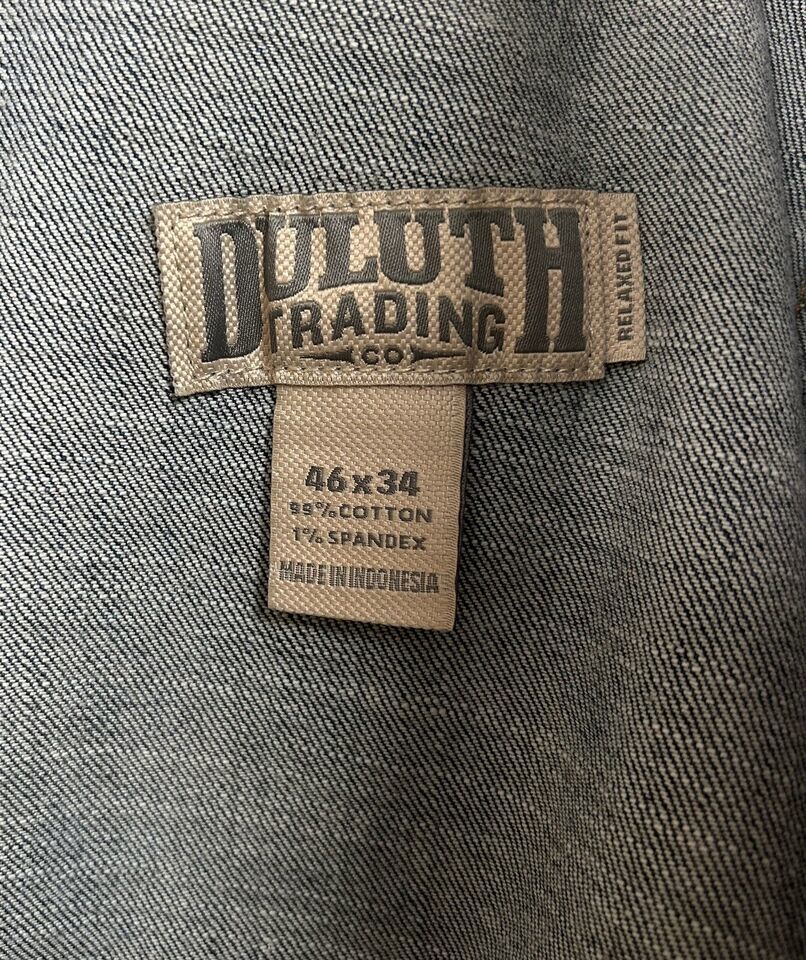 DULUTH
TRADING
CO
RELAXED FIT
46x34
99%COTTON
1% SPANDEX
MADE IN INDONESIA